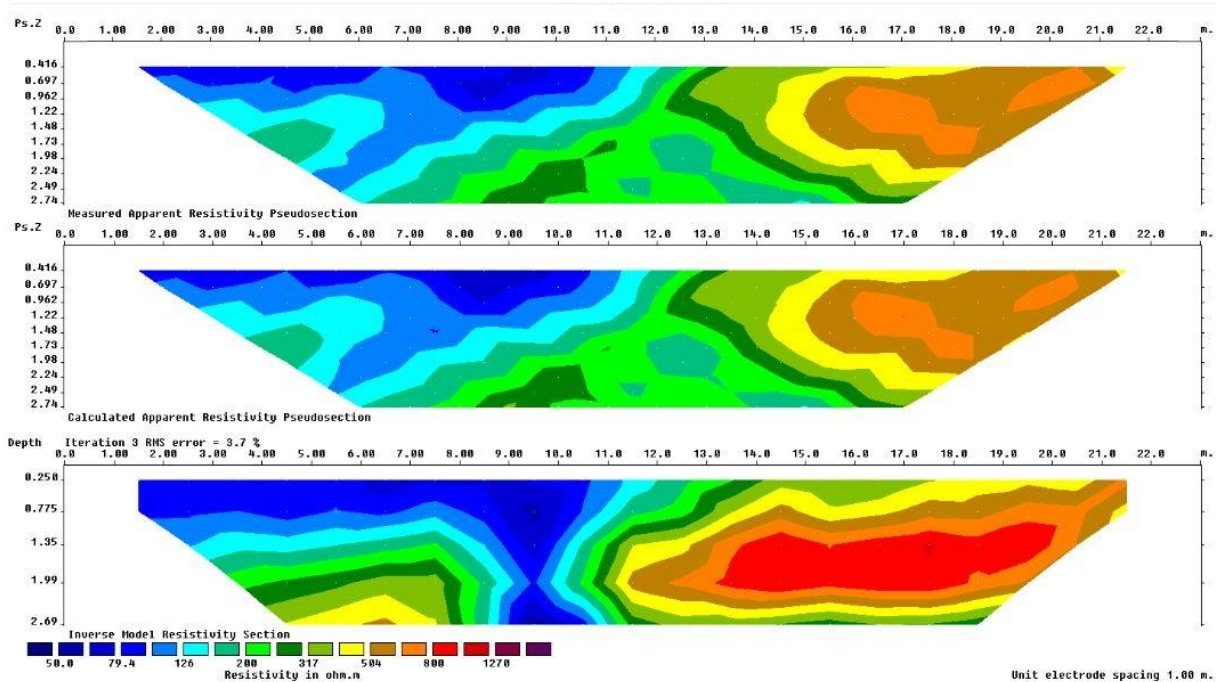 Ps.Z
0.0 1.00 2.00 3.00 4.00 5.00 6.00 7.00 8.00 9.00 10.0 11.0 12.0 13.0 14.0 15.0 16.0 17.0 18.0 19.0 20.0 21.0 22.0 m.
0.416
0.697
0.962
1.22
1.48
1.73
1.98
2.24
2.49
2.74
Measured Apparent Resistivity Pseudosection
Ps.Z
0.0 1.00 2.00 3.00 4.00 5.00 6.00 7.00 8.00 9.00 10.0 11.0 12.0 13.0 14.0 15.0 16.0 17.0 18.0 19.0 20.0 21.0 22.0 m.
0.416
0.697
0.962
1.22
1.48
1.73
1.98
2.24
2.49
2.74
Calculated Apparent Resistivity Pseudosection
Depth Iteration 3 RMS error = 3.7 %
0.0 1.00 2.00 3.00 4.00 5.00 6.00 7.00 8.00 9.00 10.0 11.0 12.0 13.0 14.0 15.0 16.0 17.0 18.0 19.0 20.0 21.0 22.0 m.
0.250
0.775
1.35
1.99
2.69
Inverse Model Resistivity Section
50.0 79.4 126 200 317 504 800 1270
Resistivity in ohm.m Unit electrode spacing 1.00 m.